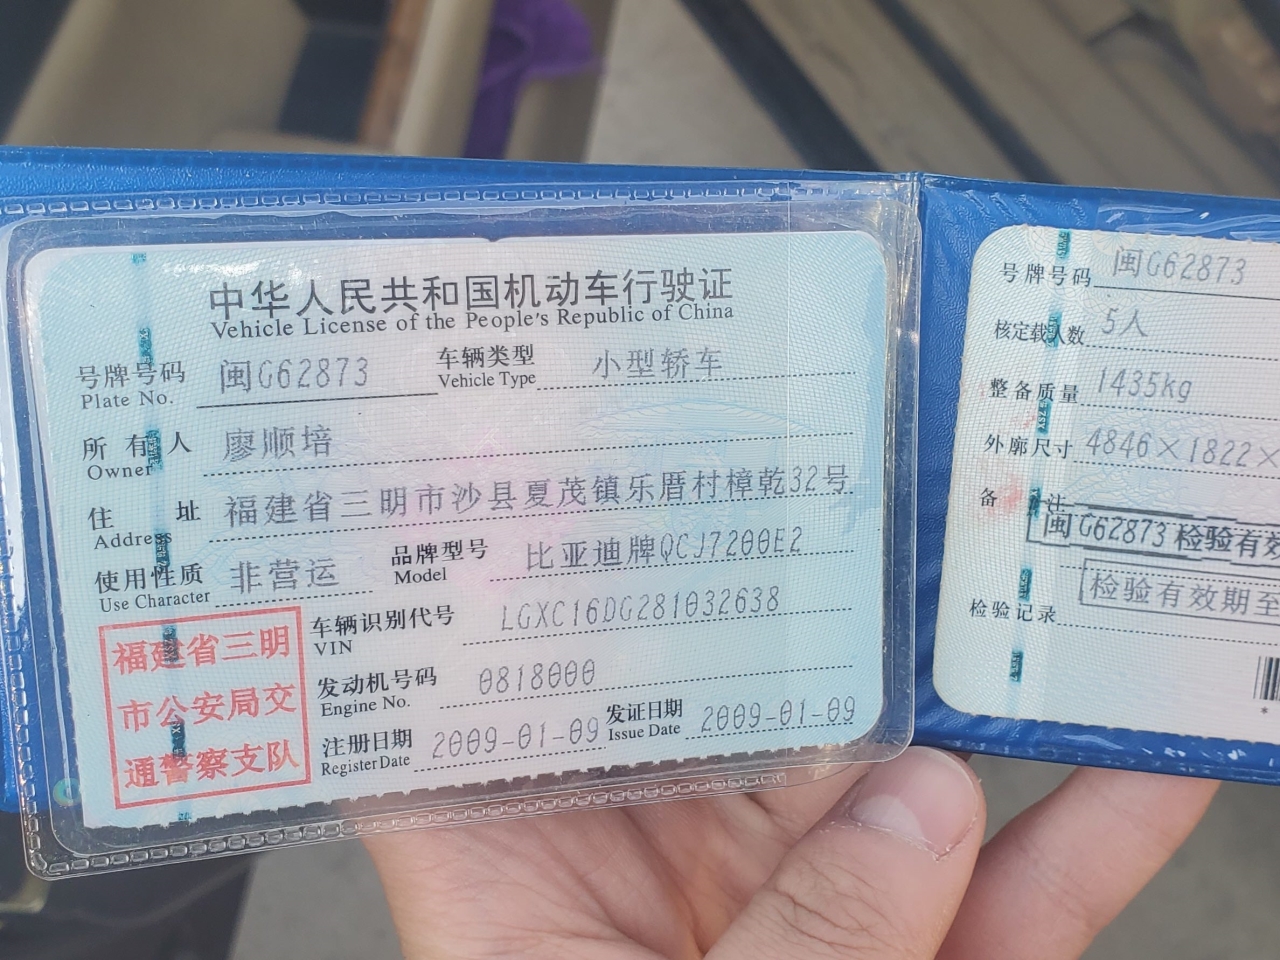 中华人民共和国机动车行驶证
Vehicle License of the People's Republic of China
号牌号码 闽G62873 车辆类型 小型轿车
Plate No. Vehicle Type
所有人 廖顺培
Owner
住址 福建省三明市沙县夏茂镇乐厝村樟乾32号
Address
使用性质 非营运 品牌型号 比亚迪牌QCJ7200E2
Use Character Model
福建省三明
市公安局交
通警察支队
车辆识别代号 LGXC16DG281032638
VIN
发动机号码 0818000
Engine No.
注册日期 2009-01-09 发证日期 2009-01-09
Register Date Issue Date
号牌号码 闽G62873
核定载人数 5人
整备质量 1435kg
外廓尺寸 4846×1822×
备注
闽G62873 检验有效
检验有效期至
检验记录
*